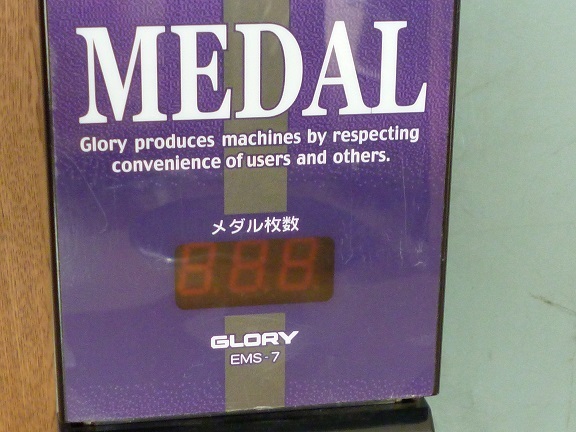 MEDAL
Glory produces machines by respecting
convenience of users and others.
メダル枚数
888
GLORY
EMS-7